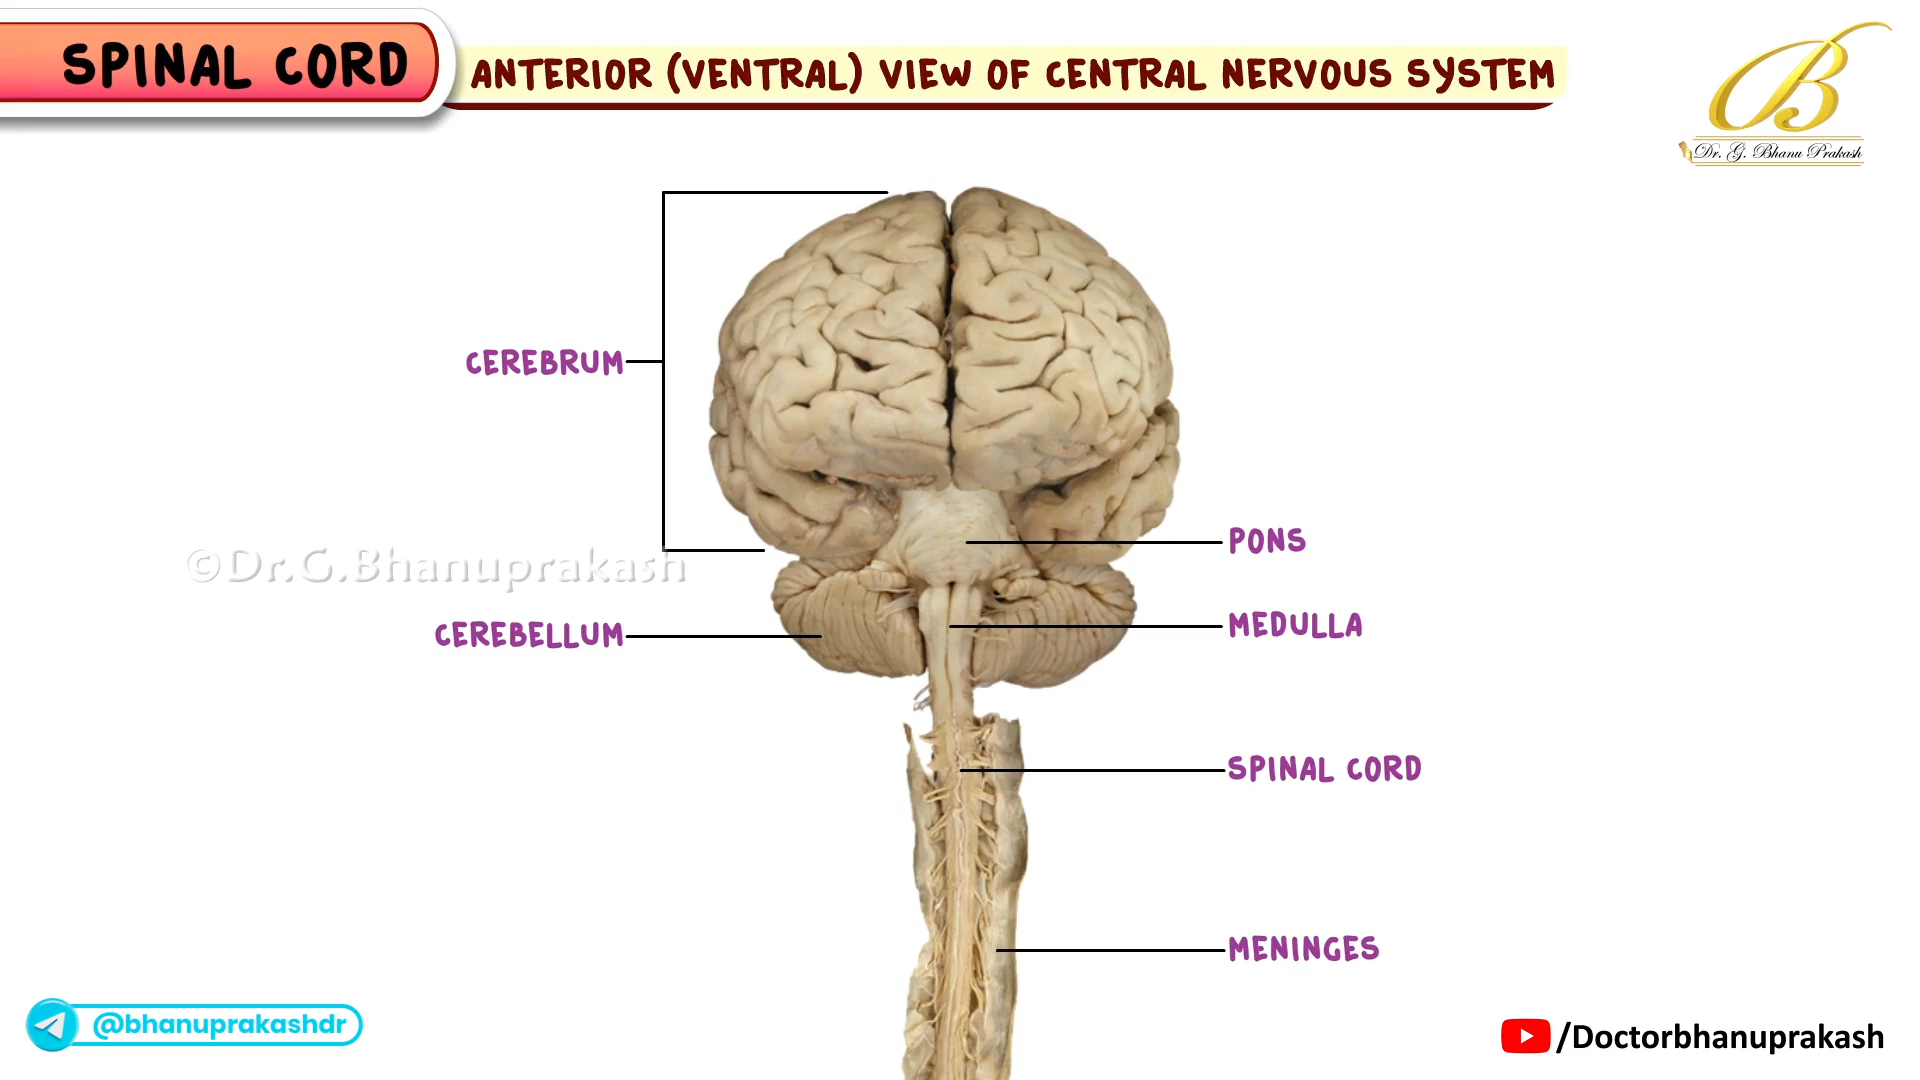 SPINAL CORD
ANTERIOR (VENTRAL) VIEW OF CENTRAL NERVOUS SYSTEM
B
Dr. G. Bhanu Prakash
CEREBRUM
PONS
©Dr.G.Bhanuprakash
MEDULLA
CEREBELLUM
SPINAL CORD
MENINGES
@bhanuprakashdr
/Doctorbhanuprakash